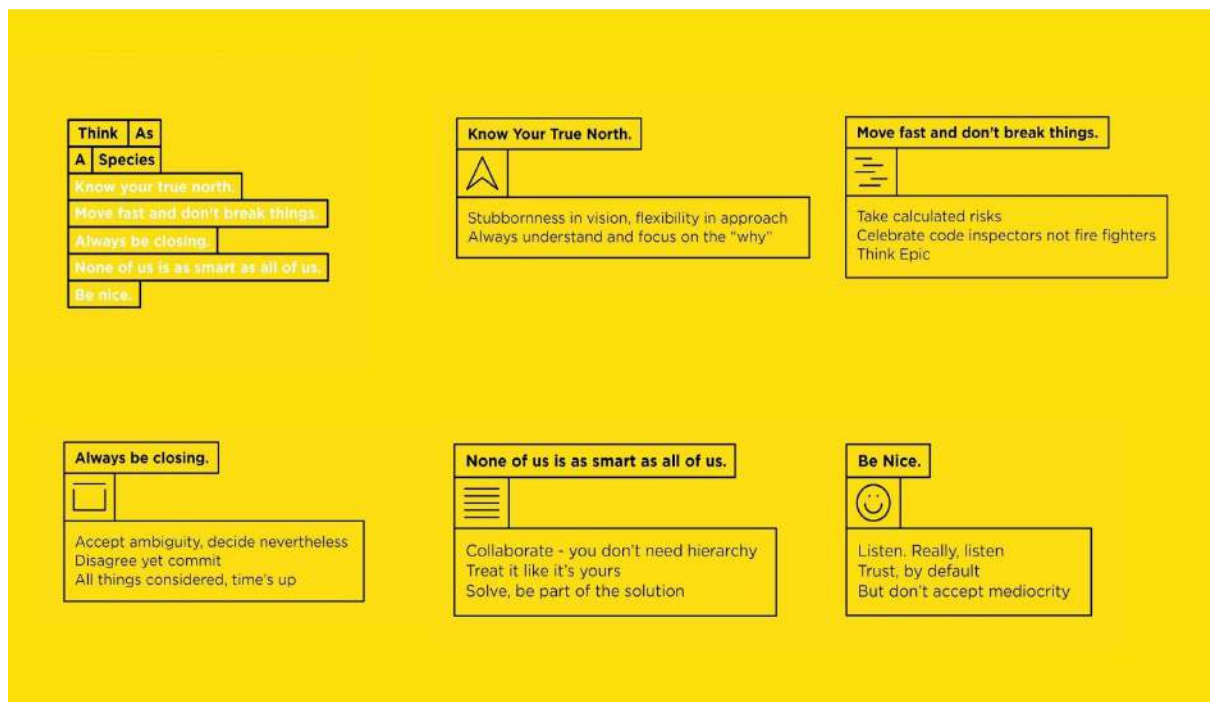 Think As
A Species
Know your true north.
Move fast and don't break things.
Always be closing.
None of us is as smart as all of us.
Be nice.
Know Your True North.
Stubbornness in vision, flexibility in approach
Always understand and focus on the “why”
Move fast and don't break things.
Take calculated risks
Celebrate code inspectors not fire fighters
Think Epic
Always be closing.
Accept ambiguity, decide nevertheless
Disagree yet commit
All things considered, time's up
None of us is as smart as all of us.
Collaborate - you don't need hierarchy
Treat it like it's yours
Solve, be part of the solution
Be Nice.
Listen. Really, listen
Trust, by default
But don't accept mediocrity